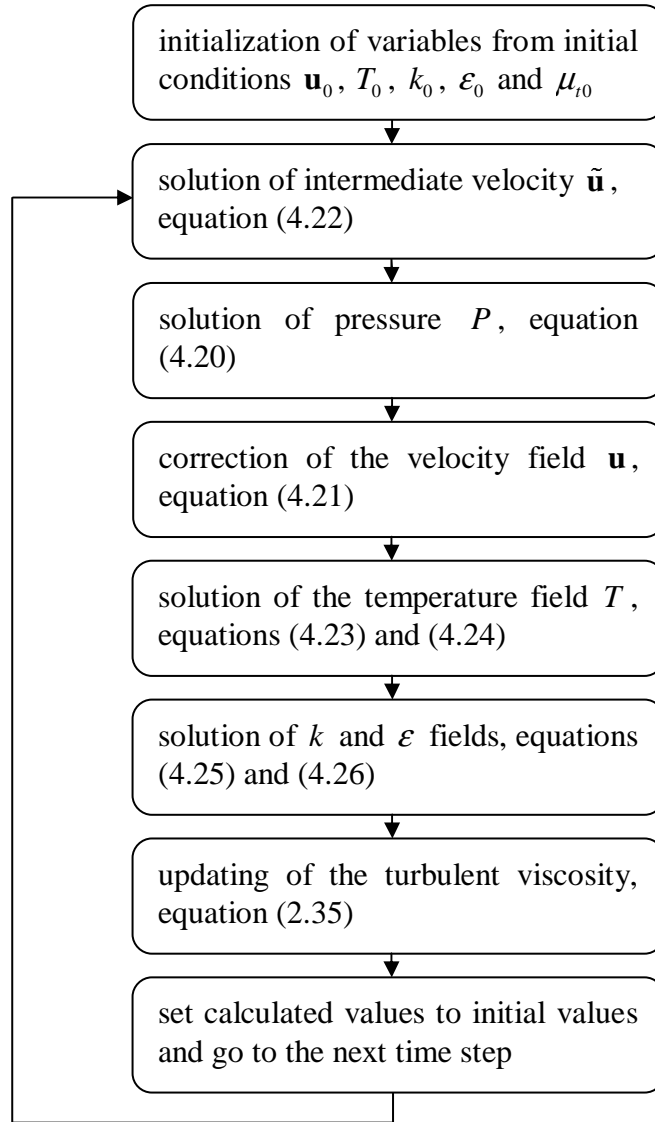 initialization of variables from initial
conditions 𝐮₀, T₀, k₀, ε₀ and μₜ₀
solution of intermediate velocity ũ,
equation (4.22)
solution of pressure P, equation
(4.20)
correction of the velocity field 𝐮,
equation (4.21)
solution of the temperature field T,
equations (4.23) and (4.24)
solution of k and ε fields, equations
(4.25) and (4.26)
updating of the turbulent viscosity,
equation (2.35)
set calculated values to initial values
and go to the next time step